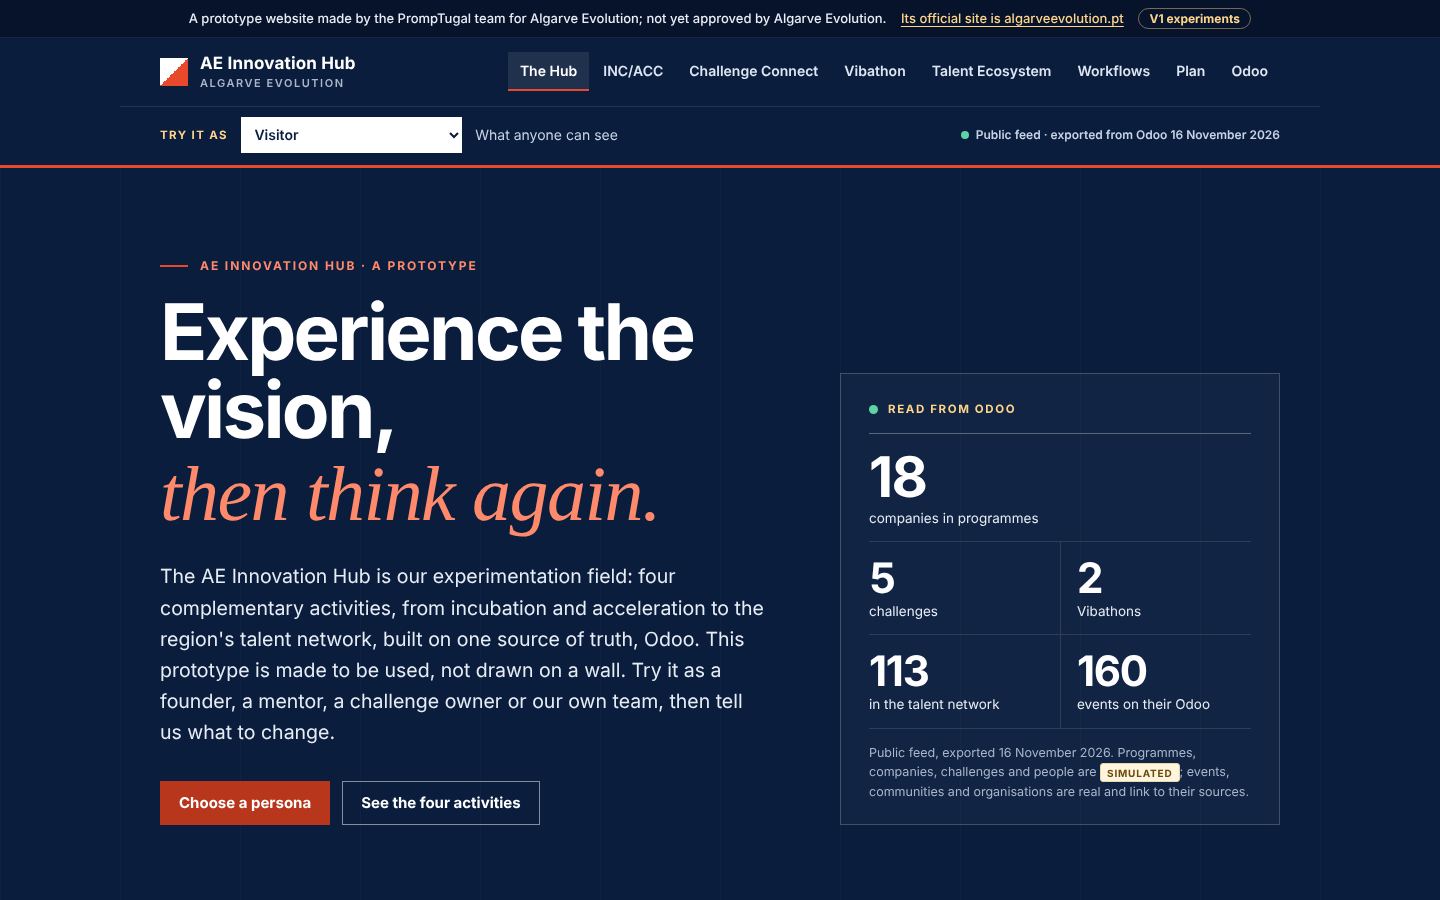 A prototype website made by the PrompTugal team for Algarve Evolution; not yet approved by Algarve Evolution. Its official site is algarveevolution.pt V1 experiments
AE Innovation Hub
ALGARVE EVOLUTION
The Hub INC/ACC Challenge Connect Vibathon Talent Ecosystem Workflows Plan Odoo
TRY IT AS Visitor What anyone can see Public feed · exported from Odoo 16 November 2026
AE INNOVATION HUB · A PROTOTYPE
Experience the
vision,
then think again.
The AE Innovation Hub is our experimentation field: four
complementary activities, from incubation and acceleration to the
region's talent network, built on one source of truth, Odoo. This
prototype is made to be used, not drawn on a wall. Try it as a
founder, a mentor, a challenge owner or our own team, then tell
us what to change.
Choose a persona See the four activities
READ FROM ODOO
18
companies in programmes
5
challenges
2
Vibathons
113
in the talent network
160
events on their Odoo
Public feed, exported 16 November 2026. Programmes,
companies, challenges and people are SIMULATED; events,
communities and organisations are real and link to their sources.